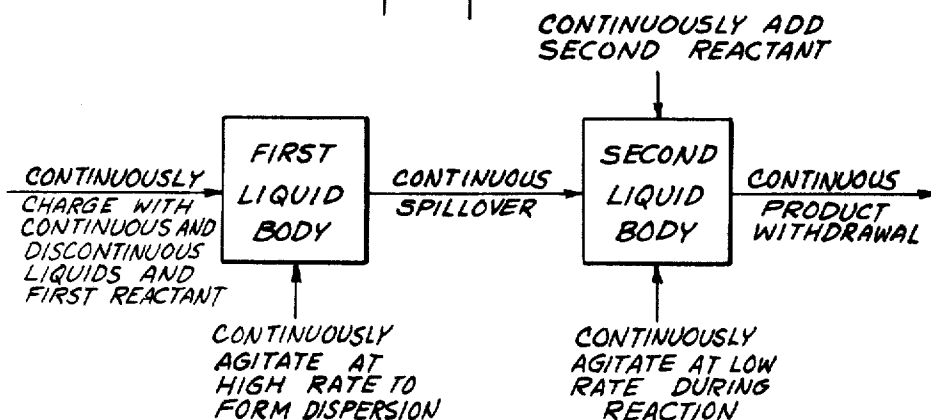 CONTINUOUSLY ADD
SECOND REACTANT
CONTINUOUSLY
CHARGE WITH
CONTINUOUS AND
DISCONTINUOUS
LIQUIDS AND
FIRST REACTANT
FIRST
LIQUID
BODY
CONTINUOUS
SPILLOVER
SECOND
LIQUID
BODY
CONTINUOUS
PRODUCT
WITHDRAWAL
CONTINUOUSLY
AGITATE AT
HIGH RATE TO
FORM DISPERSION
CONTINUOUSLY
AGITATE AT LOW
RATE DURING
REACTION